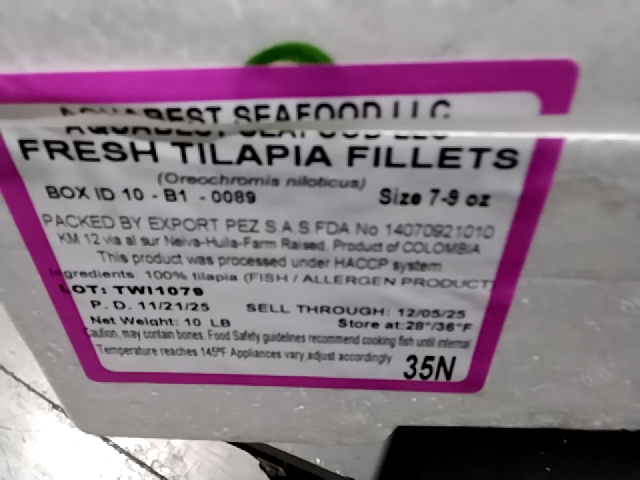 AQUABEST SEAFOOD LLC
FRESH TILAPIA FILLETS
(Oreochromis niloticus)
BOX ID 10 - B1 - 0089 Size 7-9 oz
PACKED BY EXPORT PEZ S.A.S FDA No 14070921010
KM 12 via al sur Neiva-Huila-Farm Raised. Product of COLOMBIA
This product was processed under HACCP system
Ingredients: 100% tilapia (FISH / ALLERGEN PRODUCT)
LOT: TWI1079
P. D. 11/21/25 SELL THROUGH: 12/05/25
Net Weight: 10 LB Store at:28°/36°F
Caution, may contain bones. Food Safety guidelines recommend cooking fish until internal
Temperature reaches 145ºF Appliances vary,adjust accordingly
35N